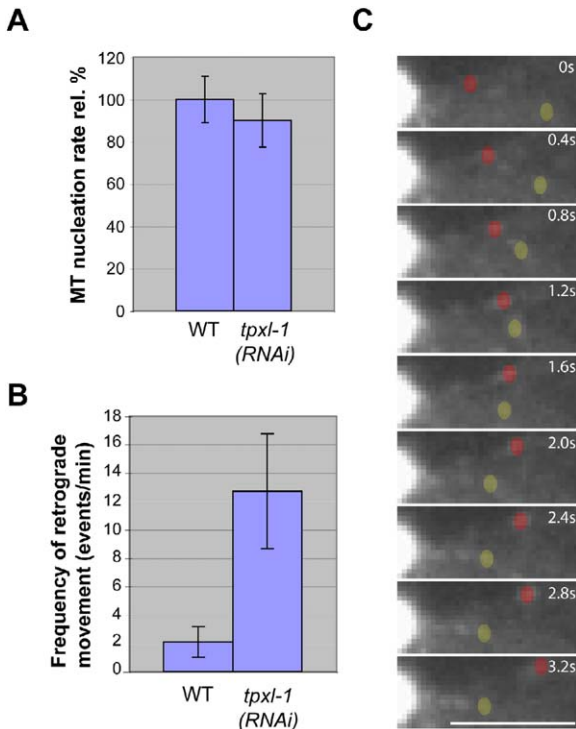 A
MT nucleation rate rel. %
120
100
80
60
40
20
0
WT
tpxl-1
(RNAi)
B
Frequency of retrograde
movement (events/min)
18
16
14
12
10
8
6
4
2
0
WT
tpxl-1
(RNAi)
C
0s
0.4s
0.8s
1.2s
1.6s
2.0s
2.4s
2.8s
3.2s